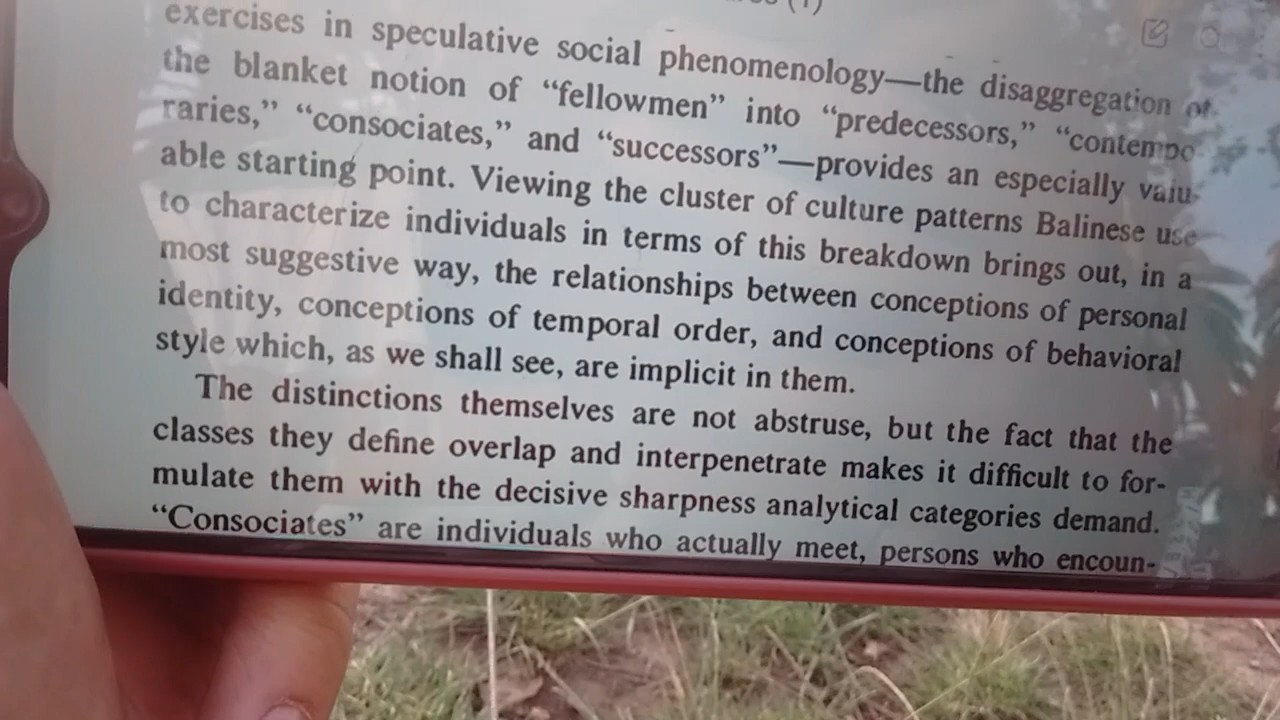 (1)
exercises in speculative social phenomenology—the disaggregation of
the blanket notion of “fellowmen” into “predecessors,” “contempo-
raries,” “consociates,” and “successors”—provides an especially valu-
able starting point. Viewing the cluster of culture patterns Balinese use
to characterize individuals in terms of this breakdown brings out, in a
most suggestive way, the relationships between conceptions of personal
identity, conceptions of temporal order, and conceptions of behavioral
style which, as we shall see, are implicit in them.
The distinctions themselves are not abstruse, but the fact that the
classes they define overlap and interpenetrate makes it difficult to for-
mulate them with the decisive sharpness analytical categories demand.
“Consociates” are individuals who actually meet, persons who encoun-